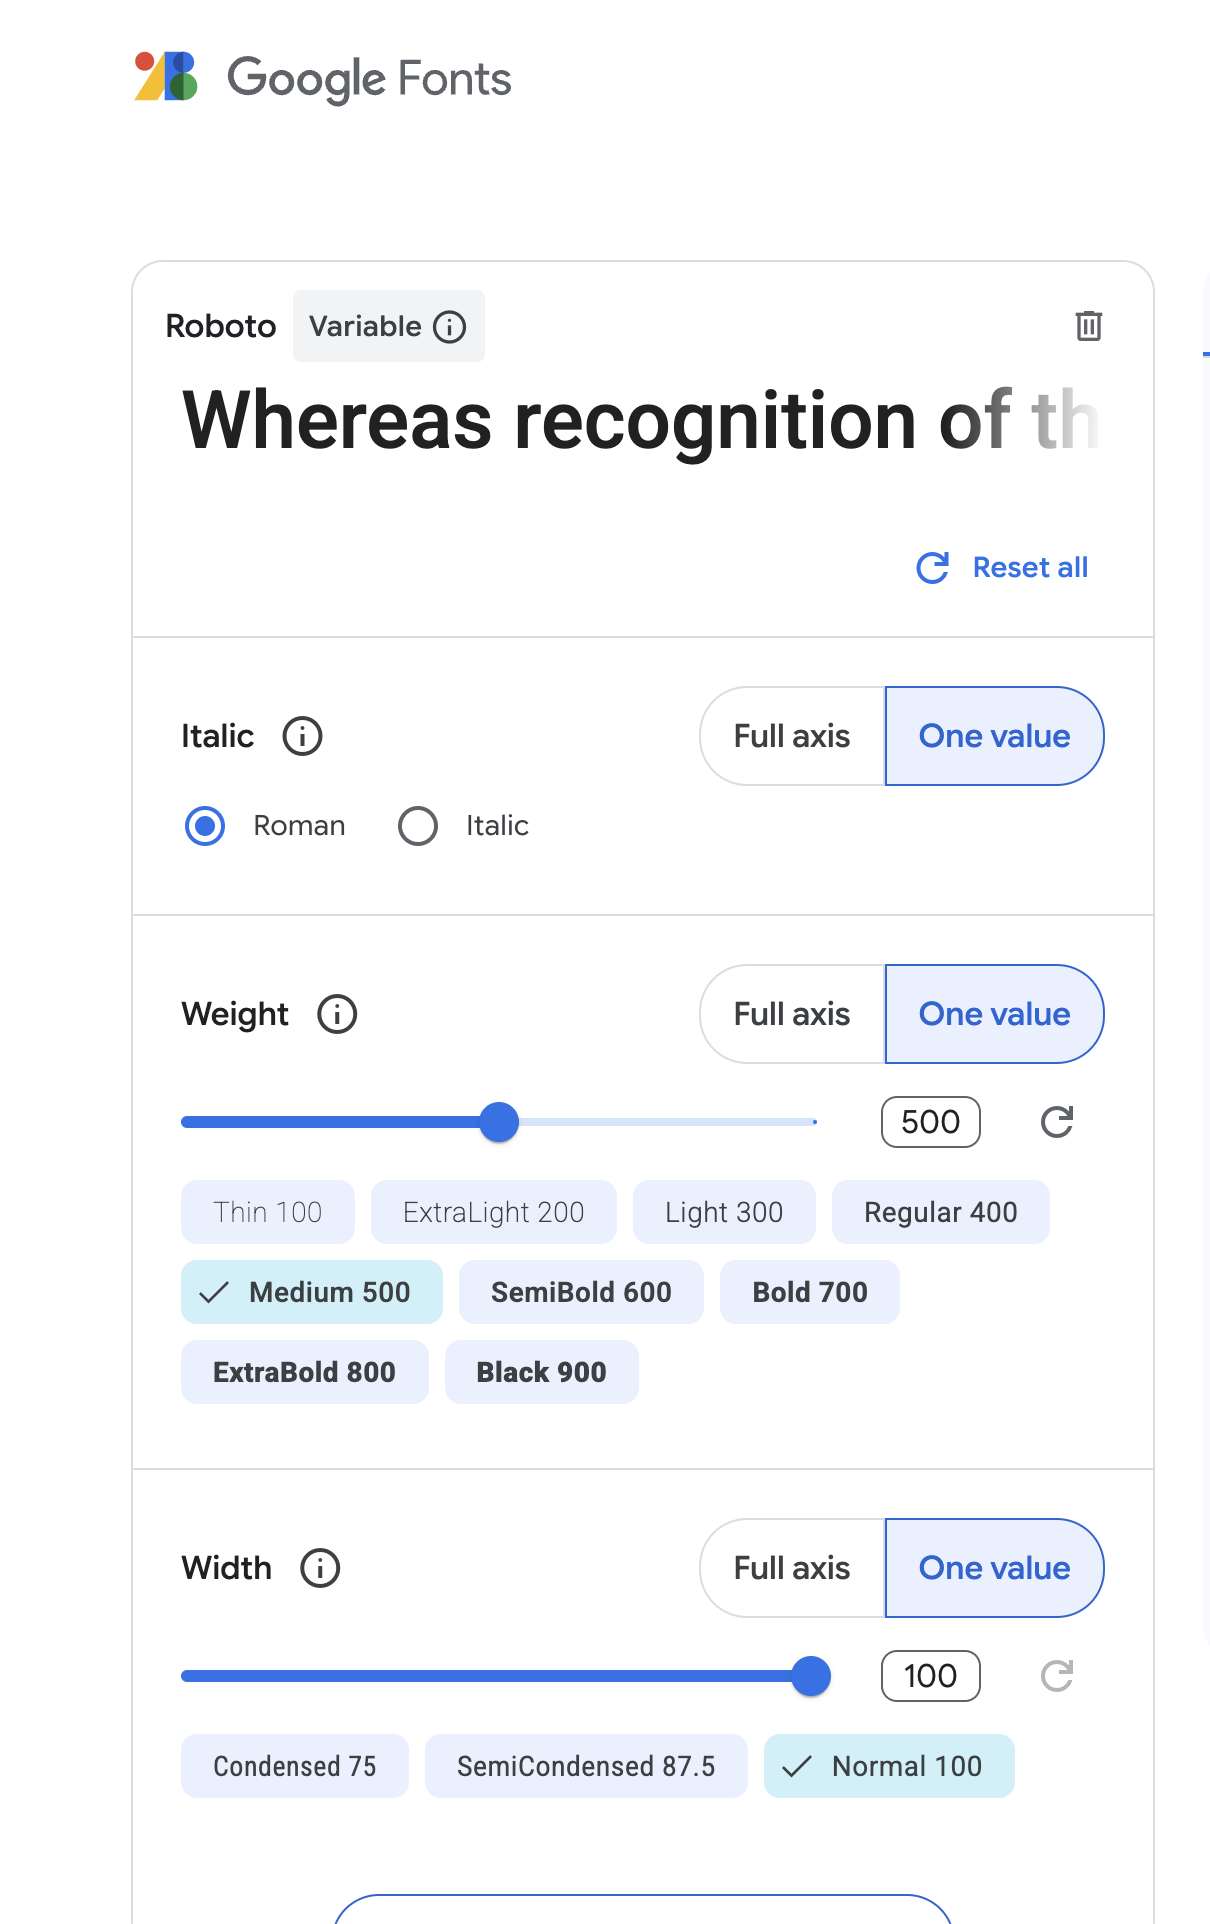 Google Fonts
Roboto Variable
Whereas recognition of th
Reset all
Italic Full axis One value
Roman Italic
Weight Full axis One value
500
Thin 100 ExtraLight 200 Light 300 Regular 400
Medium 500 SemiBold 600 Bold 700
ExtraBold 800 Black 900
Width Full axis One value
100
Condensed 75 SemiCondensed 87.5 Normal 100